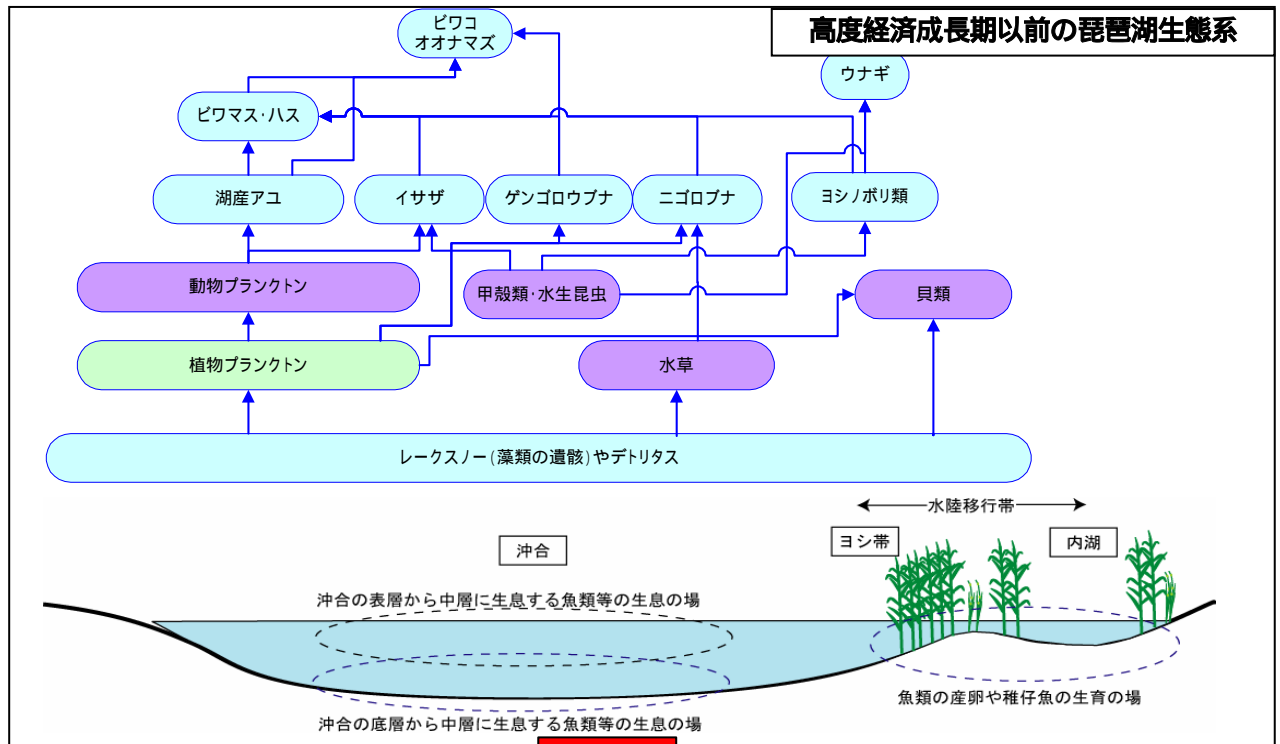 高度経済成長期以前の琵琶湖生態系
ビワコ
オオナマズ
ウナギ
ビワマス･ハス
湖産アユ
イサザ
ゲンゴロウブナ
ニゴロブナ
ヨシノボリ類
動物プランクトン
甲殻類･水生昆虫
貝類
植物プランクトン
水草
レークスノー(藻類の遺骸)やデトリタス
水陸移行帯
沖合
ヨシ帯
内湖
沖合の表層から中層に生息する魚類等の生息の場
魚類の産卵や稚仔魚の生育の場
沖合の底層から中層に生息する魚類等の生息の場